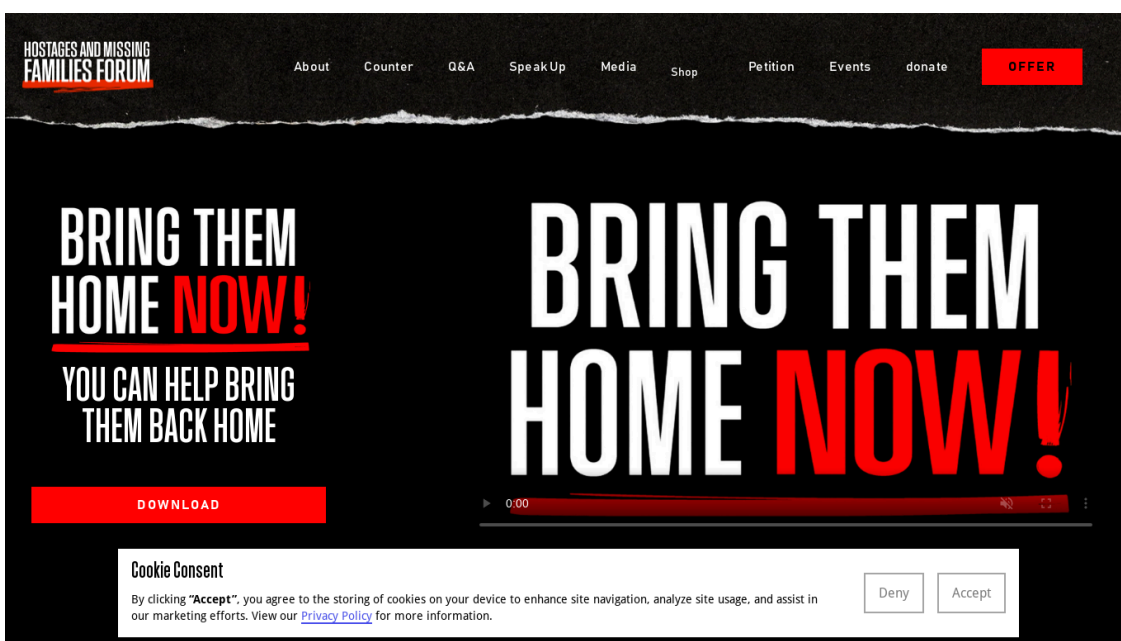 HOSTAGES AND MISSING
FAMILIES FORUM
About Counter Q&A SpeakUp Media Shop Petition Events donate OFFER
BRING THEM
HOME NOW!
YOU CAN HELP BRING
THEM BACK HOME
DOWNLOAD
BRING THEM
HOME NOW!
0:00
Cookie Consent
By clicking “Accept”, you agree to the storing of cookies on your device to enhance site navigation, analyze site usage, and assist in
our marketing efforts. View our Privacy Policy for more information.
Deny Accept